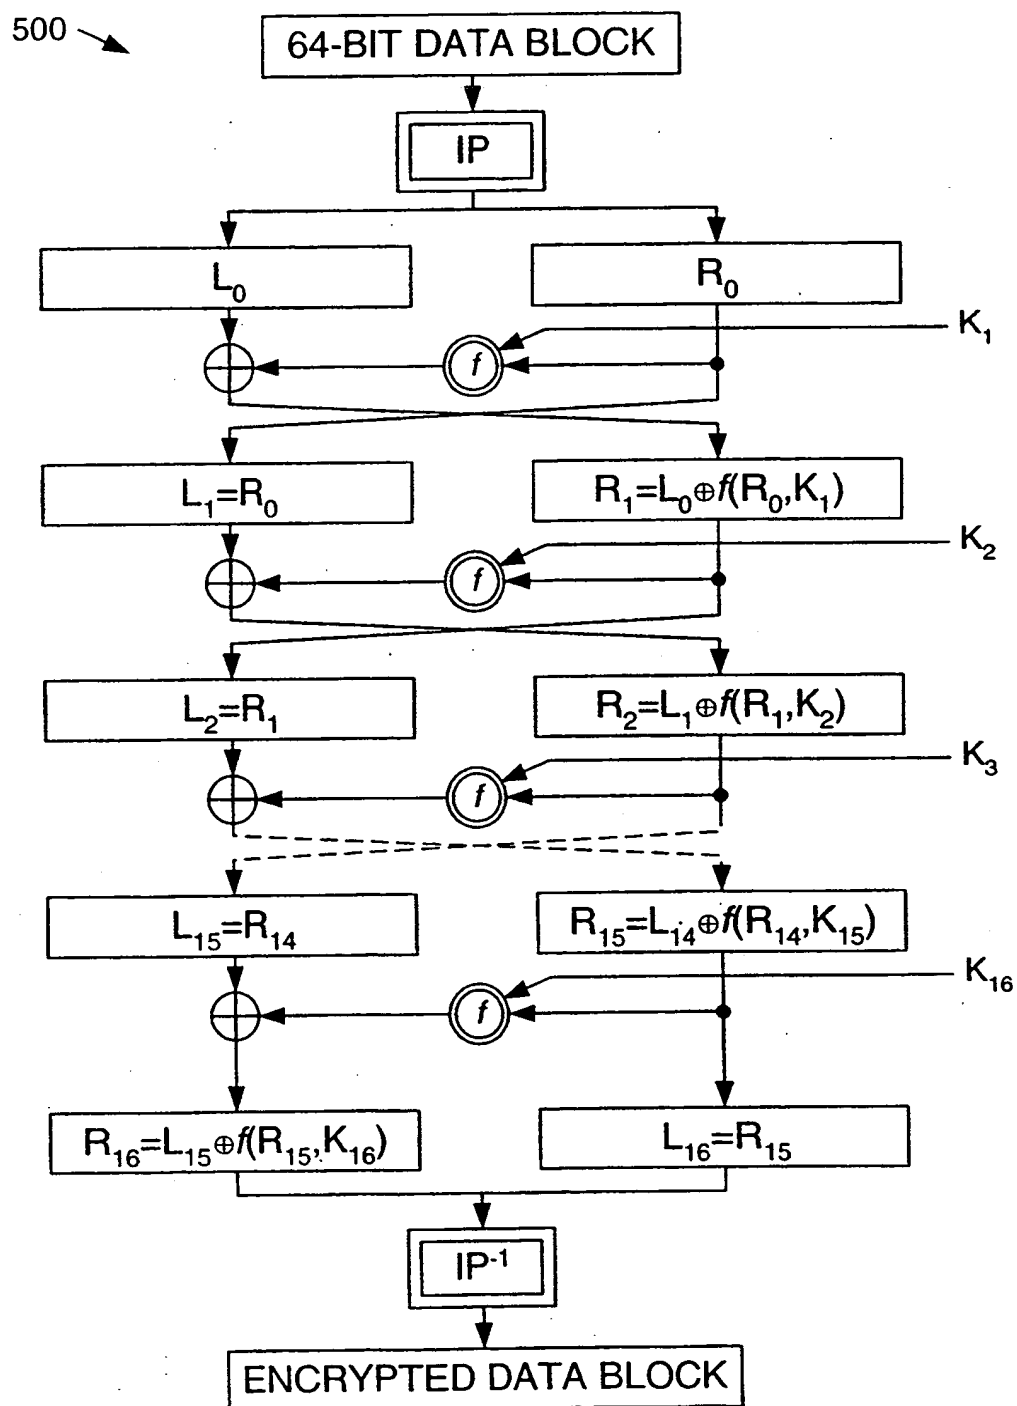 500
64-BIT DATA BLOCK
IP
L₀
R₀
K₁
f
L₁=R₀
R₁=L₀⊕f(R₀,K₁)
K₂
f
L₂=R₁
R₂=L₁⊕f(R₁,K₂)
K₃
f
L₁₅=R₁₄
R₁₅=L₁₄⊕f(R₁₄,K₁₅)
K₁₆
f
R₁₆=L₁₅⊕f(R₁₅,K₁₆)
L₁₆=R₁₅
IP⁻¹
ENCRYPTED DATA BLOCK